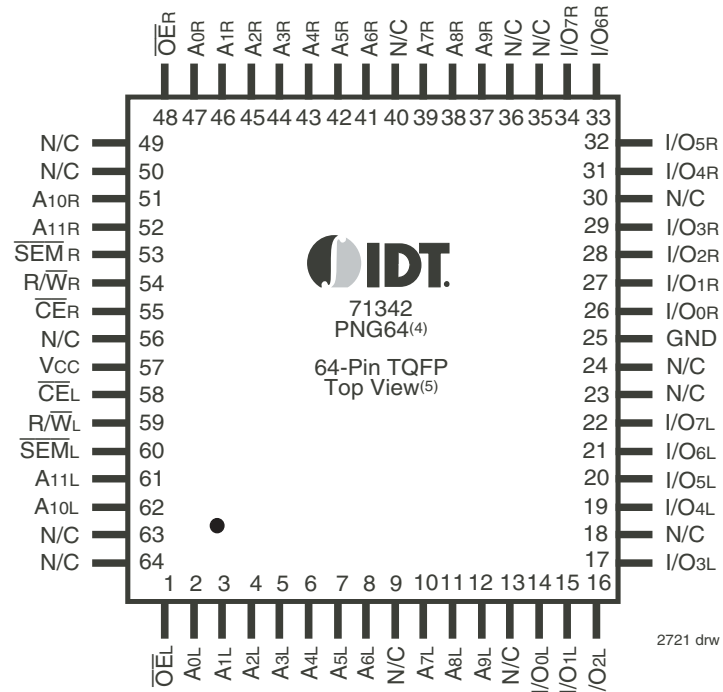 OER A0R A1R A2R A3R A4R A5R A6R N/C A7R A8R A9R N/C N/C I/O7R I/O6R
48 47 46 45 44 43 42 41 40 39 38 37 36 35 34 33
N/C 49
N/C 50
A10R 51
A11R 52
SEMR 53
R/WR 54
CER 55
N/C 56
VCC 57
CEL 58
R/WL 59
SEML 60
A11L 61
A10L 62
N/C 63
N/C 64
IDT.
71342
PNG64(4)
64-Pin TQFP
Top View(5)
32 I/O5R
31 I/O4R
30 N/C
29 I/O3R
28 I/O2R
27 I/O1R
26 I/O0R
25 GND
24 N/C
23 N/C
22 I/O7L
21 I/O6L
20 I/O5L
19 I/O4L
18 N/C
17 I/O3L
1 2 3 4 5 6 7 8 9 10 11 12 13 14 15 16
OEL A0L A1L A2L A3L A4L A5L A6L N/C A7L A8L A9L N/C I/O0L I/O1L I/O2L
2721 drw